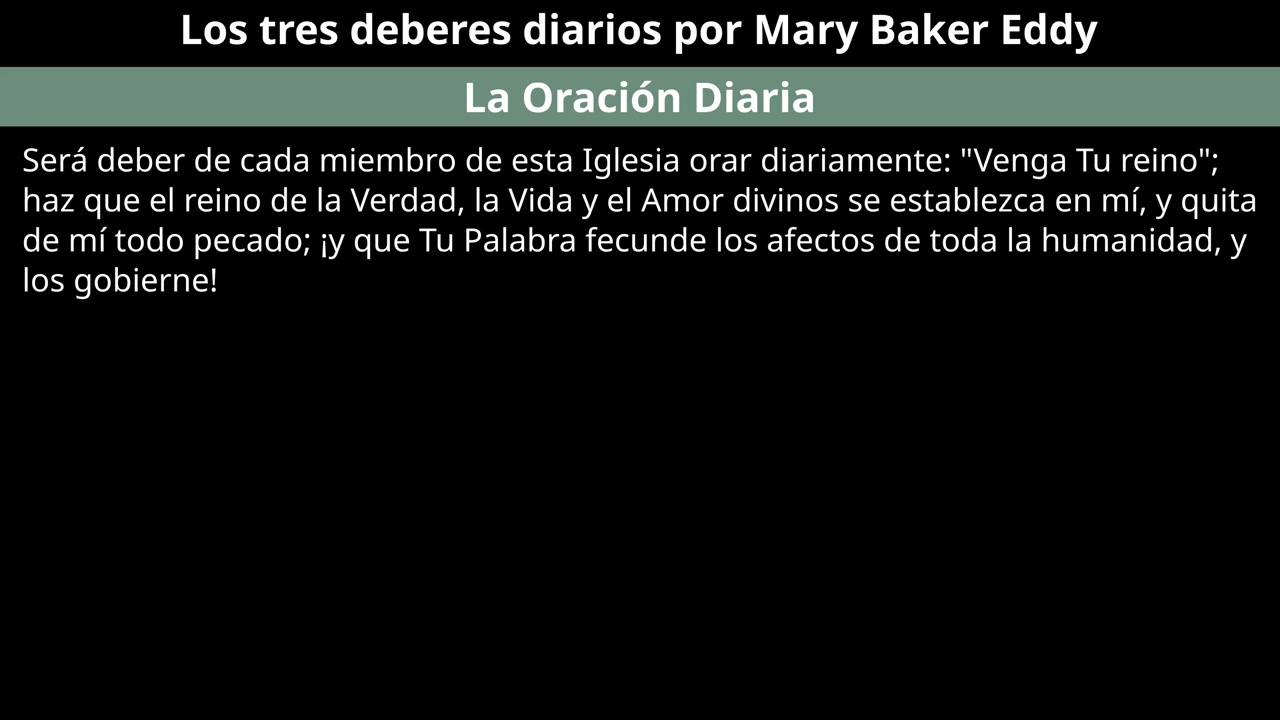 Los tres deberes diarios por Mary Baker Eddy
La Oración Diaria
Será deber de cada miembro de esta Iglesia orar diariamente: "Venga Tu reino";
haz que el reino de la Verdad, la Vida y el Amor divinos se establezca en mí, y quita
de mí todo pecado; ¡y que Tu Palabra fecunde los afectos de toda la humanidad, y
los gobierne!